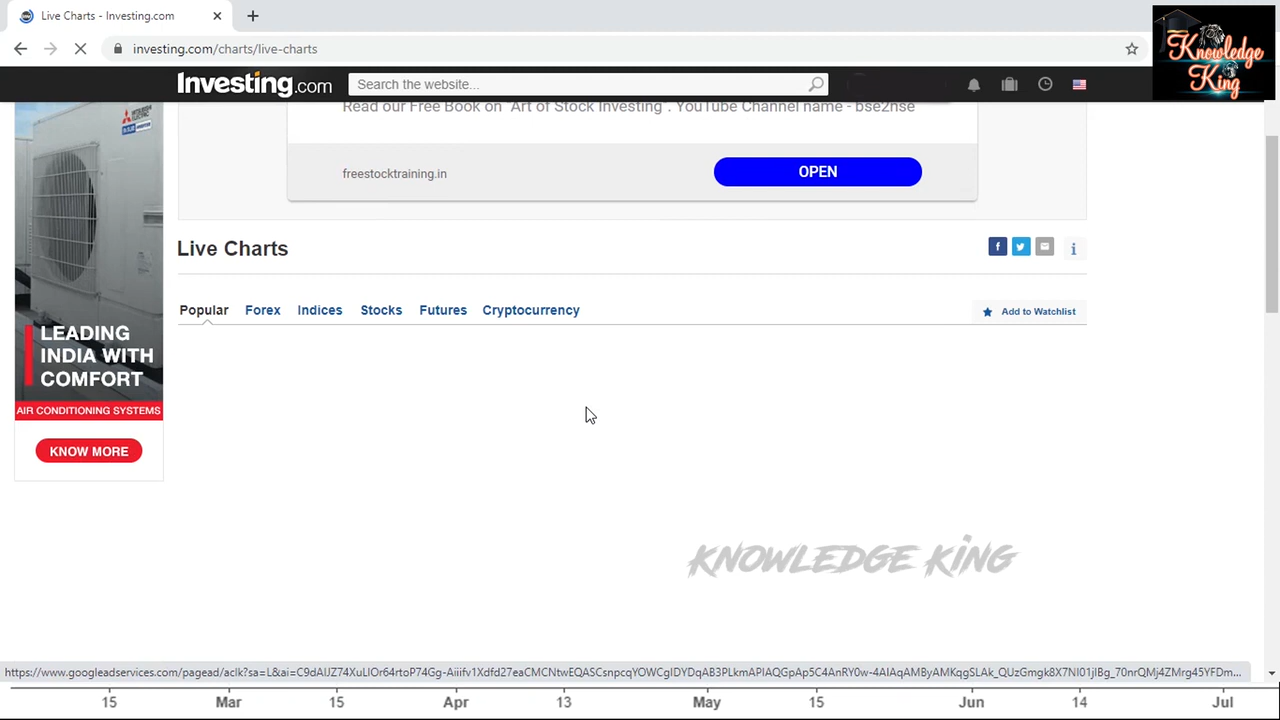 Live Charts - Investing.com
investing.com/charts/live-charts
Knowledge
King
Investing.com
Search the website...
Read our Free Book on "Art of Stock Investing". YouTube Channel name - bse2nse
freestocktraining.in
OPEN
Live Charts
Popular Forex Indices Stocks Futures Cryptocurrency
Add to Watchlist
LEADING
INDIA WITH
COMFORT
AIR CONDITIONING SYSTEMS
KNOW MORE
KNOWLEDGE KING
15 Mar 15 Apr 13 May 15 Jun 14 Jul